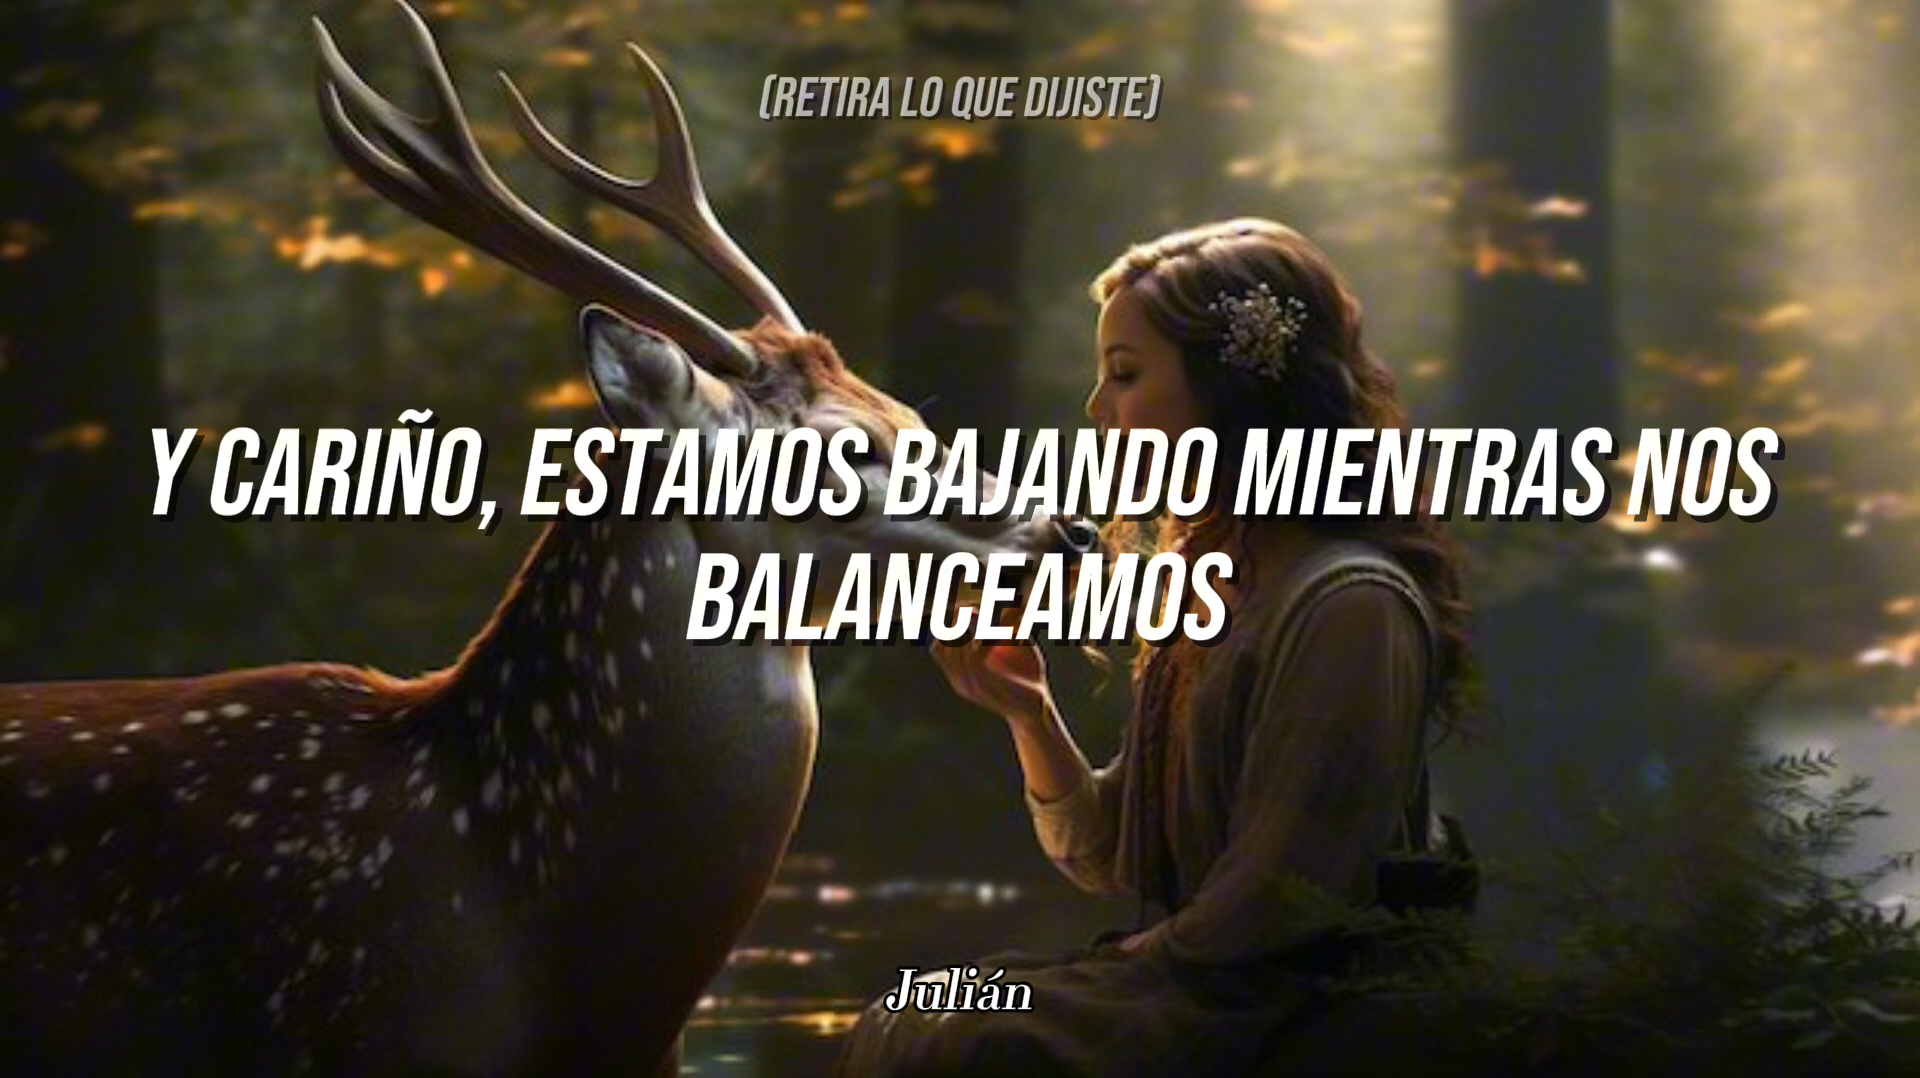 (RETIRA LO QUE DIJISTE)
Y CARIÑO, ESTAMOS BAJANDO MIENTRAS NOS
BALANCEAMOS
Julián